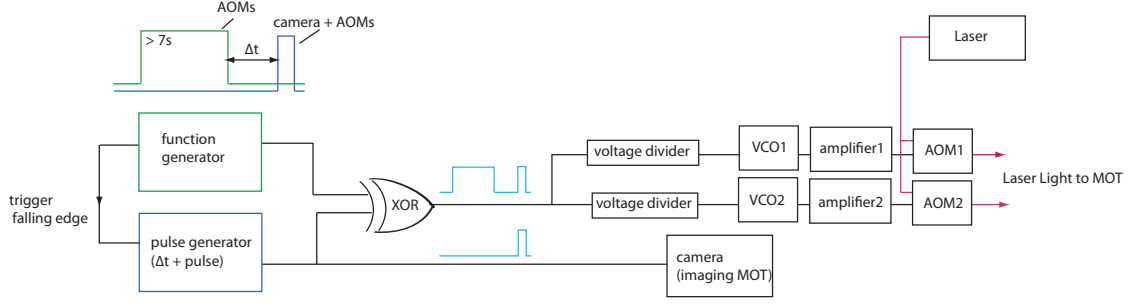 AOMs
camera + AOMs
> 7s
Δt
Laser
function
generator
voltage divider
VCO1
amplifier1
AOM1
Laser Light to MOT
trigger
falling edge
XOR
voltage divider
VCO2
amplifier2
AOM2
pulse generator
(Δt + pulse)
camera
(imaging MOT)